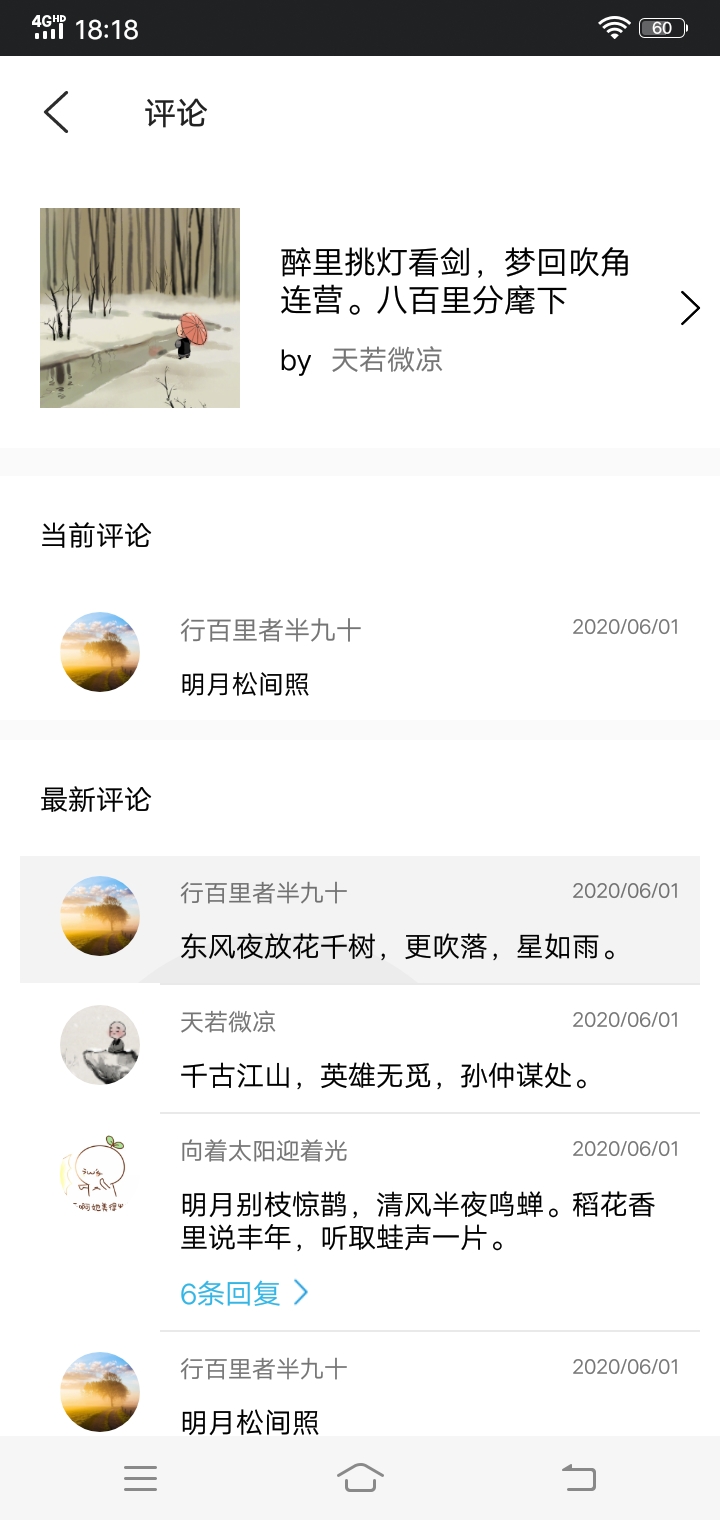 4GHD 18:18 60
评论
醉里挑灯看剑，梦回吹角
连营。八百里分麾下
by 天若微凉
当前评论
行百里者半九十 2020/06/01
明月松间照
最新评论
行百里者半九十 2020/06/01
东风夜放花千树，更吹落，星如雨。
天若微凉 2020/06/01
千古江山，英雄无觅，孙仲谋处。
向着太阳迎着光 2020/06/01
明月别枝惊鹊，清风半夜鸣蝉。稻花香
里说丰年，听取蛙声一片。
6条回复
行百里者半九十 2020/06/01
明月松间照